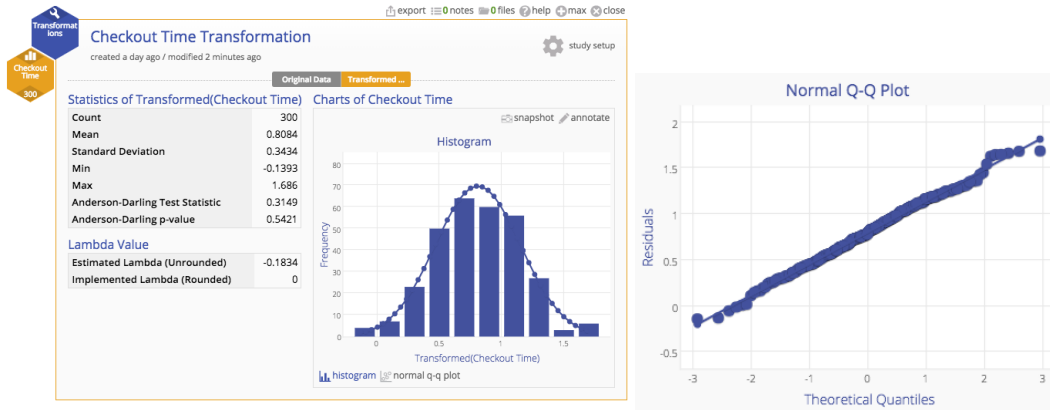 export 0 notes 0 files help max close
Transformat
ions
Checkout
Time
300
Checkout Time Transformation
created a day ago / modified 2 minutes ago
study setup
Original Data Transformed ...
Statistics of Transformed(Checkout Time)
Count 300
Mean 0.8084
Standard Deviation 0.3434
Min -0.1393
Max 1.686
Anderson-Darling Test Statistic 0.3149
Anderson-Darling p-value 0.5421
Lambda Value
Estimated Lambda (Unrounded) -0.1834
Implemented Lambda (Rounded) 0
Charts of Checkout Time
snapshot annotate
Histogram
Frequency
80
70
60
50
40
30
20
10
0
0 0.5 1 1.5
Transformed(Checkout Time)
histogram normal q-q plot
Normal Q-Q Plot
Residuals
2
1.5
1
0.5
0
-0.5
-3 -2 -1 0 1 2 3
Theoretical Quantiles